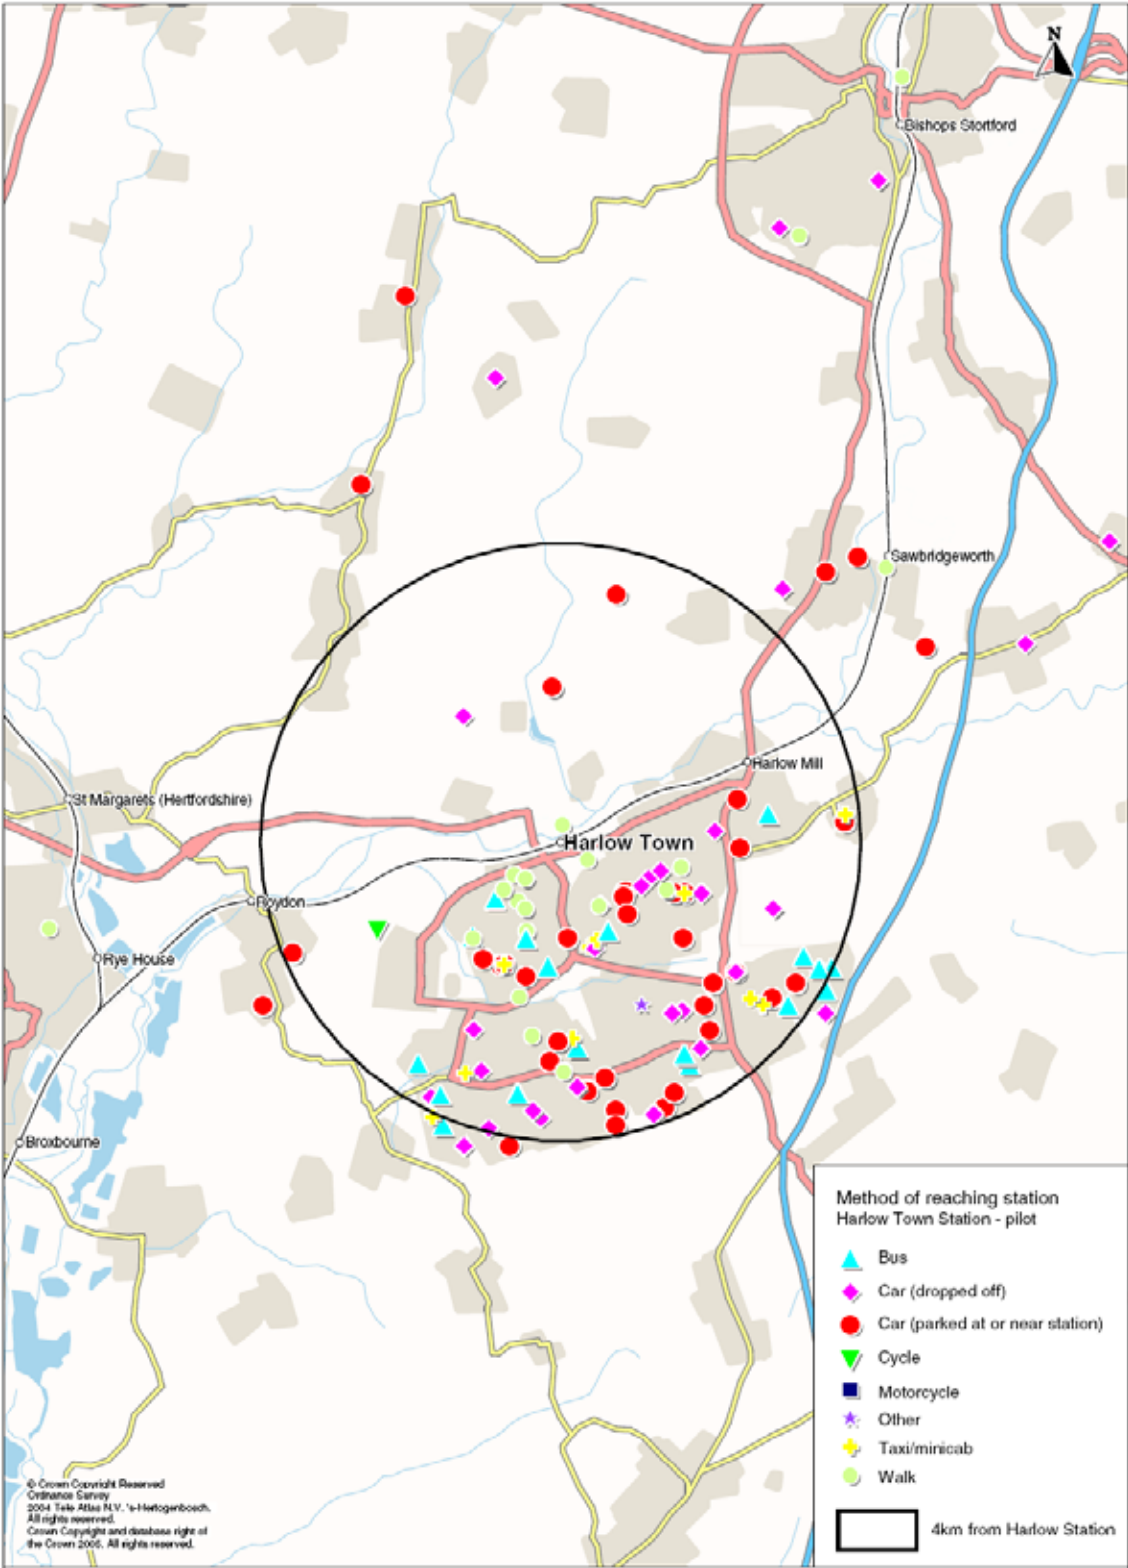 N
Bishops Stortford
Sawbridgeworth
Harlow Mill
St Margarets (Hertfordshire)
Harlow Town
Roydon
Rye House
Broxbourne
Method of reaching station
Harlow Town Station - pilot
Bus
Car (dropped off)
Car (parked at or near station)
Cycle
Motorcycle
Other
Taxi/minicab
Walk
4km from Harlow Station
© Crown Copyright Reserved
Ordnance Survey
2004 Tele Atlas N.V. 's-Hertogenbosch.
All rights reserved.
Crown Copyright and database right of
the Crown 2006. All rights reserved.